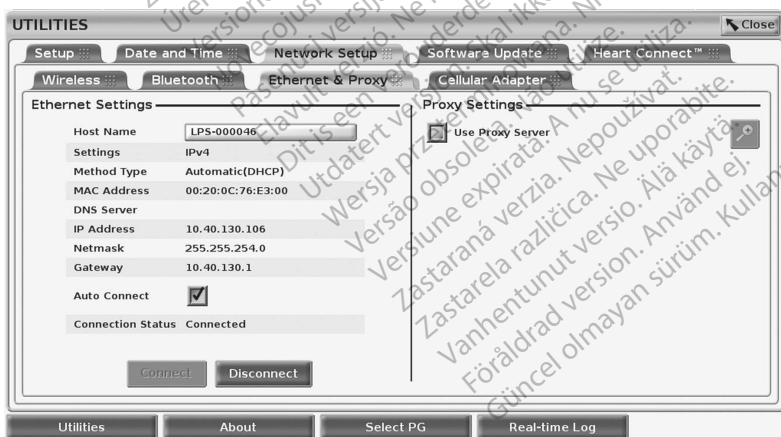 UTILITIES
Close
Setup
Date and Time
Network Setup
Software Update
Heart Connect™
Wireless
Bluetooth
Ethernet & Proxy
Cellular Adapter
Ethernet Settings
Host Name LPS-000046
Settings IPv4
Method Type Automatic(DHCP)
MAC Address 00:20:0C:76:E3:00
DNS Server
IP Address 10.40.130.106
Netmask 255.255.254.0
Gateway 10.40.130.1
Auto Connect
Connection Status Connected
Connect
Disconnect
Proxy Settings
Use Proxy Server
Utilities
About
Select PG
Real-time Log
Dit is een
Utdatert
Wersja
Versão obsoleta. Não utilize.
Versiune expirată. A nu se utiliza.
Zastaraná verzia. Nepoužívať.
Zastarela različica. Ne uporabite.
Vanhentunut versio. Älä käytä.
Föråldrad version. Använd ej.
Güncel olmayan sürüm.